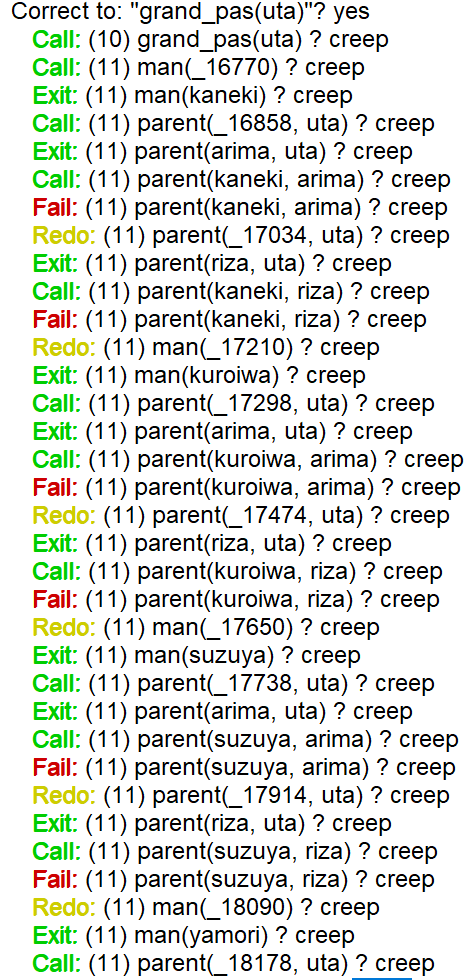 Correct to: "grand_pas(uta)"? yes
Call: (10) grand_pas(uta) ? creep
Call: (11) man(_16770) ? creep
Exit: (11) man(kaneki) ? creep
Call: (11) parent(_16858, uta) ? creep
Exit: (11) parent(arima, uta) ? creep
Call: (11) parent(kaneki, arima) ? creep
Fail: (11) parent(kaneki, arima) ? creep
Redo: (11) parent(_17034, uta) ? creep
Exit: (11) parent(riza, uta) ? creep
Call: (11) parent(kaneki, riza) ? creep
Fail: (11) parent(kaneki, riza) ? creep
Redo: (11) man(_17210) ? creep
Exit: (11) man(kuroiwa) ? creep
Call: (11) parent(_17298, uta) ? creep
Exit: (11) parent(arima, uta) ? creep
Call: (11) parent(kuroiwa, arima) ? creep
Fail: (11) parent(kuroiwa, arima) ? creep
Redo: (11) parent(_17474, uta) ? creep
Exit: (11) parent(riza, uta) ? creep
Call: (11) parent(kuroiwa, riza) ? creep
Fail: (11) parent(kuroiwa, riza) ? creep
Redo: (11) man(_17650) ? creep
Exit: (11) man(suzuya) ? creep
Call: (11) parent(_17738, uta) ? creep
Exit: (11) parent(arima, uta) ? creep
Call: (11) parent(suzuya, arima) ? creep
Fail: (11) parent(suzuya, arima) ? creep
Redo: (11) parent(_17914, uta) ? creep
Exit: (11) parent(riza, uta) ? creep
Call: (11) parent(suzuya, riza) ? creep
Fail: (11) parent(suzuya, riza) ? creep
Redo: (11) man(_18090) ? creep
Exit: (11) man(yamori) ? creep
Call: (11) parent(_18178, uta) ? creep